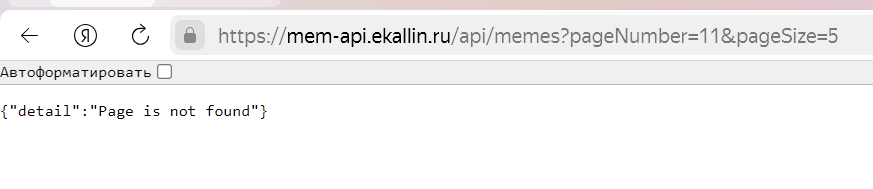 Я https://mem-api.ekallin.ru/api/memes?pageNumber=11&pageSize=5
Автоформатировать
{"detail":"Page is not found"}